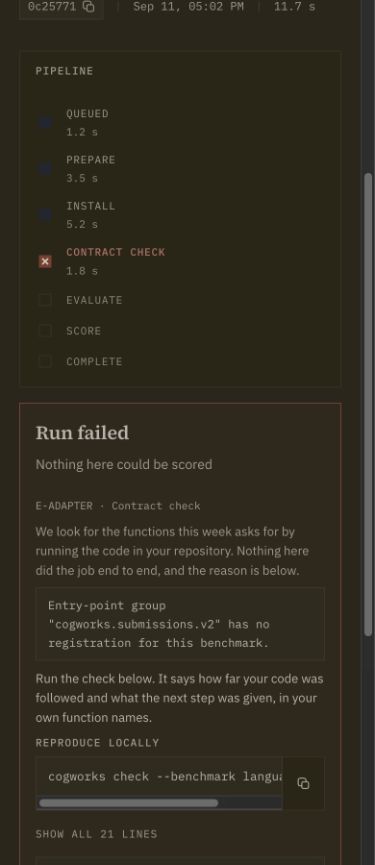 0c25771 | Sep 11, 05:02 PM | 11.7 s
PIPELINE
QUEUED
1.2 s
PREPARE
3.5 s
INSTALL
5.2 s
CONTRACT CHECK
1.8 s
EVALUATE
SCORE
COMPLETE
Run failed
Nothing here could be scored
E-ADAPTER · Contract check
We look for the functions this week asks for by
running the code in your repository. Nothing here
did the job end to end, and the reason is below.
Entry-point group
"cogworks.submissions.v2" has no
registration for this benchmark.
Run the check below. It says how far your code was
followed and what the next step was given, in your
own function names.
REPRODUCE LOCALLY
cogworks check --benchmark langua
SHOW ALL 21 LINES